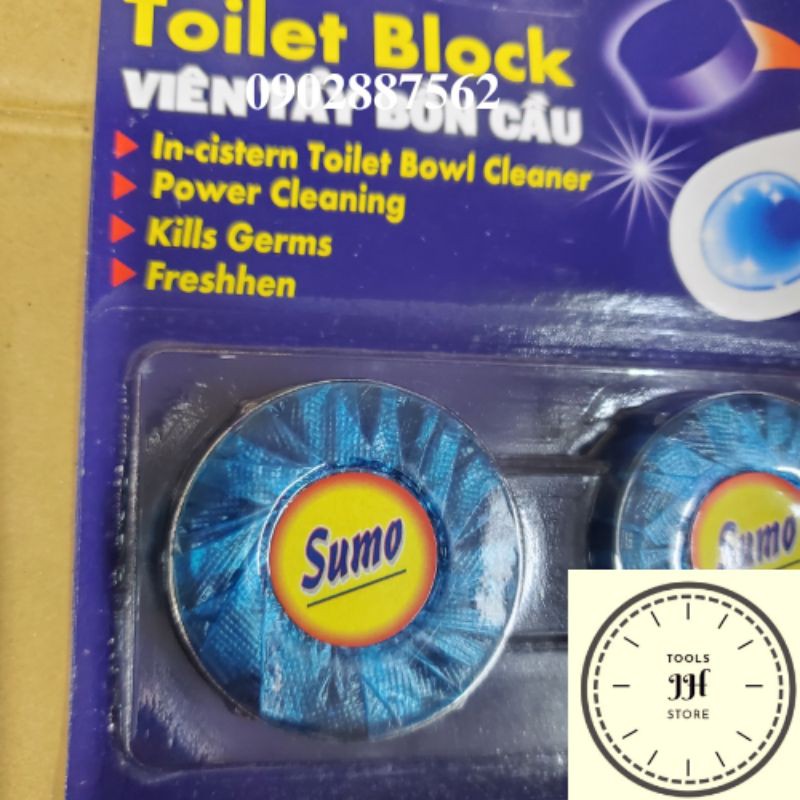 Toilet Block
VIÊN TẨY BỒN CẦU
0902887562
In-cistern Toilet Bowl Cleaner
Power Cleaning
Kills Germs
Freshhen
Sumo
Sumo
TOOLS
JH
STORE